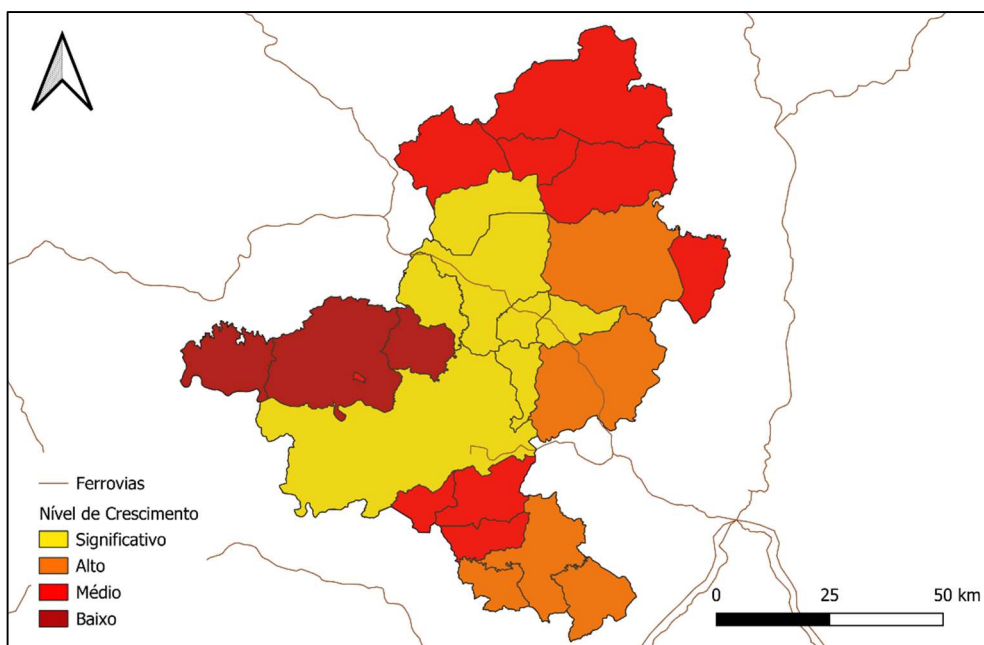 Ferrovias
Nível de Crescimento
Significativo
Alto
Médio
Baixo
0 25 50 km